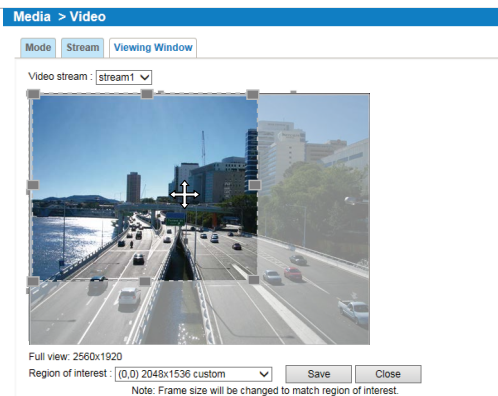 Media > Video
Mode Stream Viewing Window
Video stream : stream1
Full view: 2560x1920
Region of interest : (0,0) 2048x1536 custom Save Close
Note: Frame size will be changed to match region of interest.